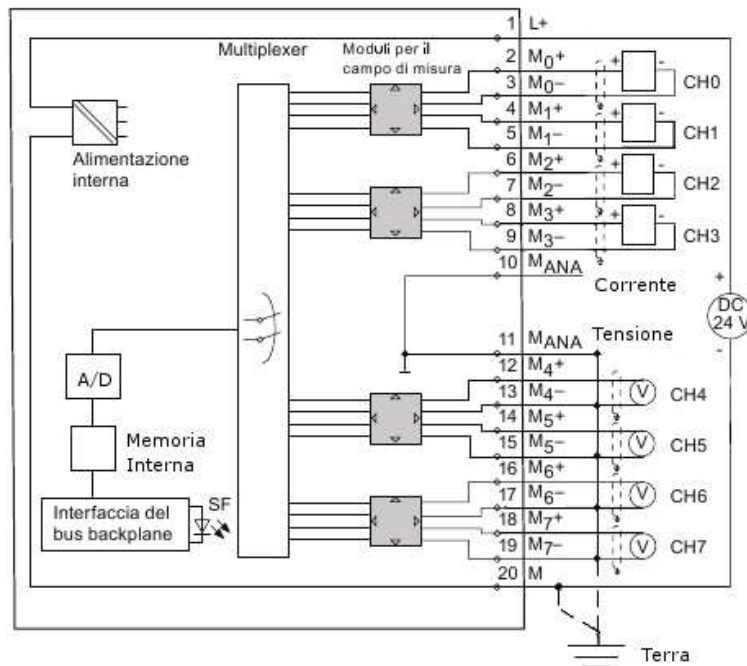 1 L+
Multiplexer
Moduli per il
campo di misura
2 M0+
3 M0–
+ - CH0
4 M1+
5 M1–
+ - CH1
6 M2+
7 M2–
+ - CH2
8 M3+
9 M3–
+ - CH3
10 MANA
Alimentazione
interna
Corrente
+
DC
24 V
-
11 MANA
Tensione
12 M4+
13 M4–
V CH4
14 M5+
15 M5–
V CH5
16 M6+
17 M6–
V CH6
18 M7+
19 M7–
V CH7
20 M
A/D
Memoria
Interna
Interfaccia del
bus backplane
SF
Terra